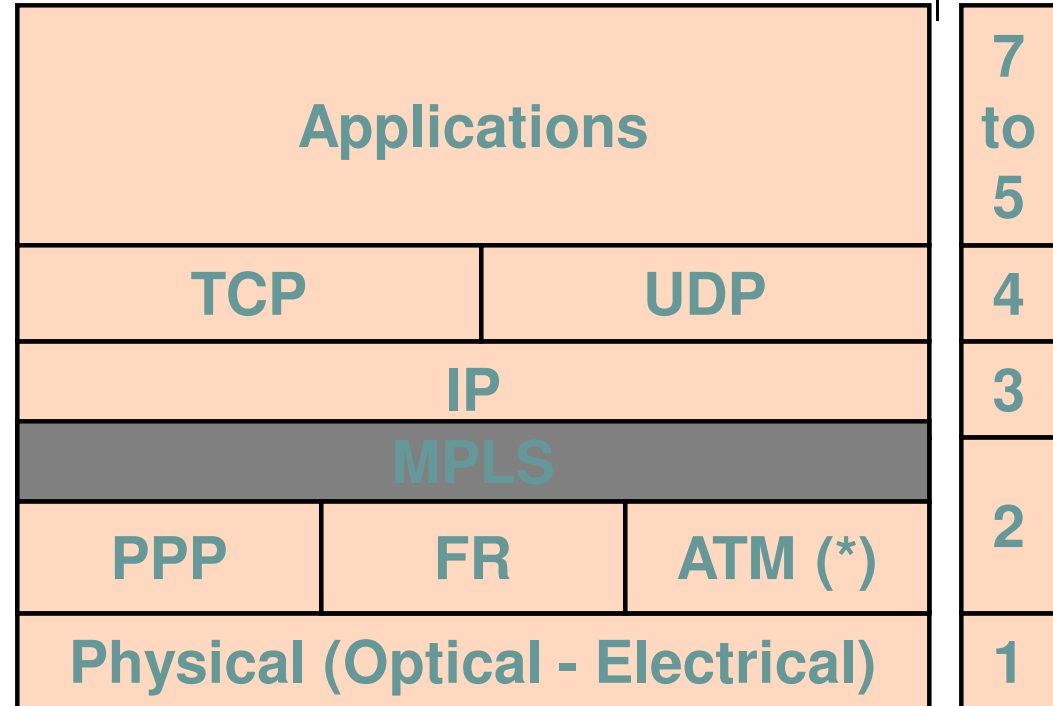 Applications
7
to
5
TCP UDP
4
IP
3
MPLS
2
PPP FR ATM (*)
Physical (Optical - Electrical)
1